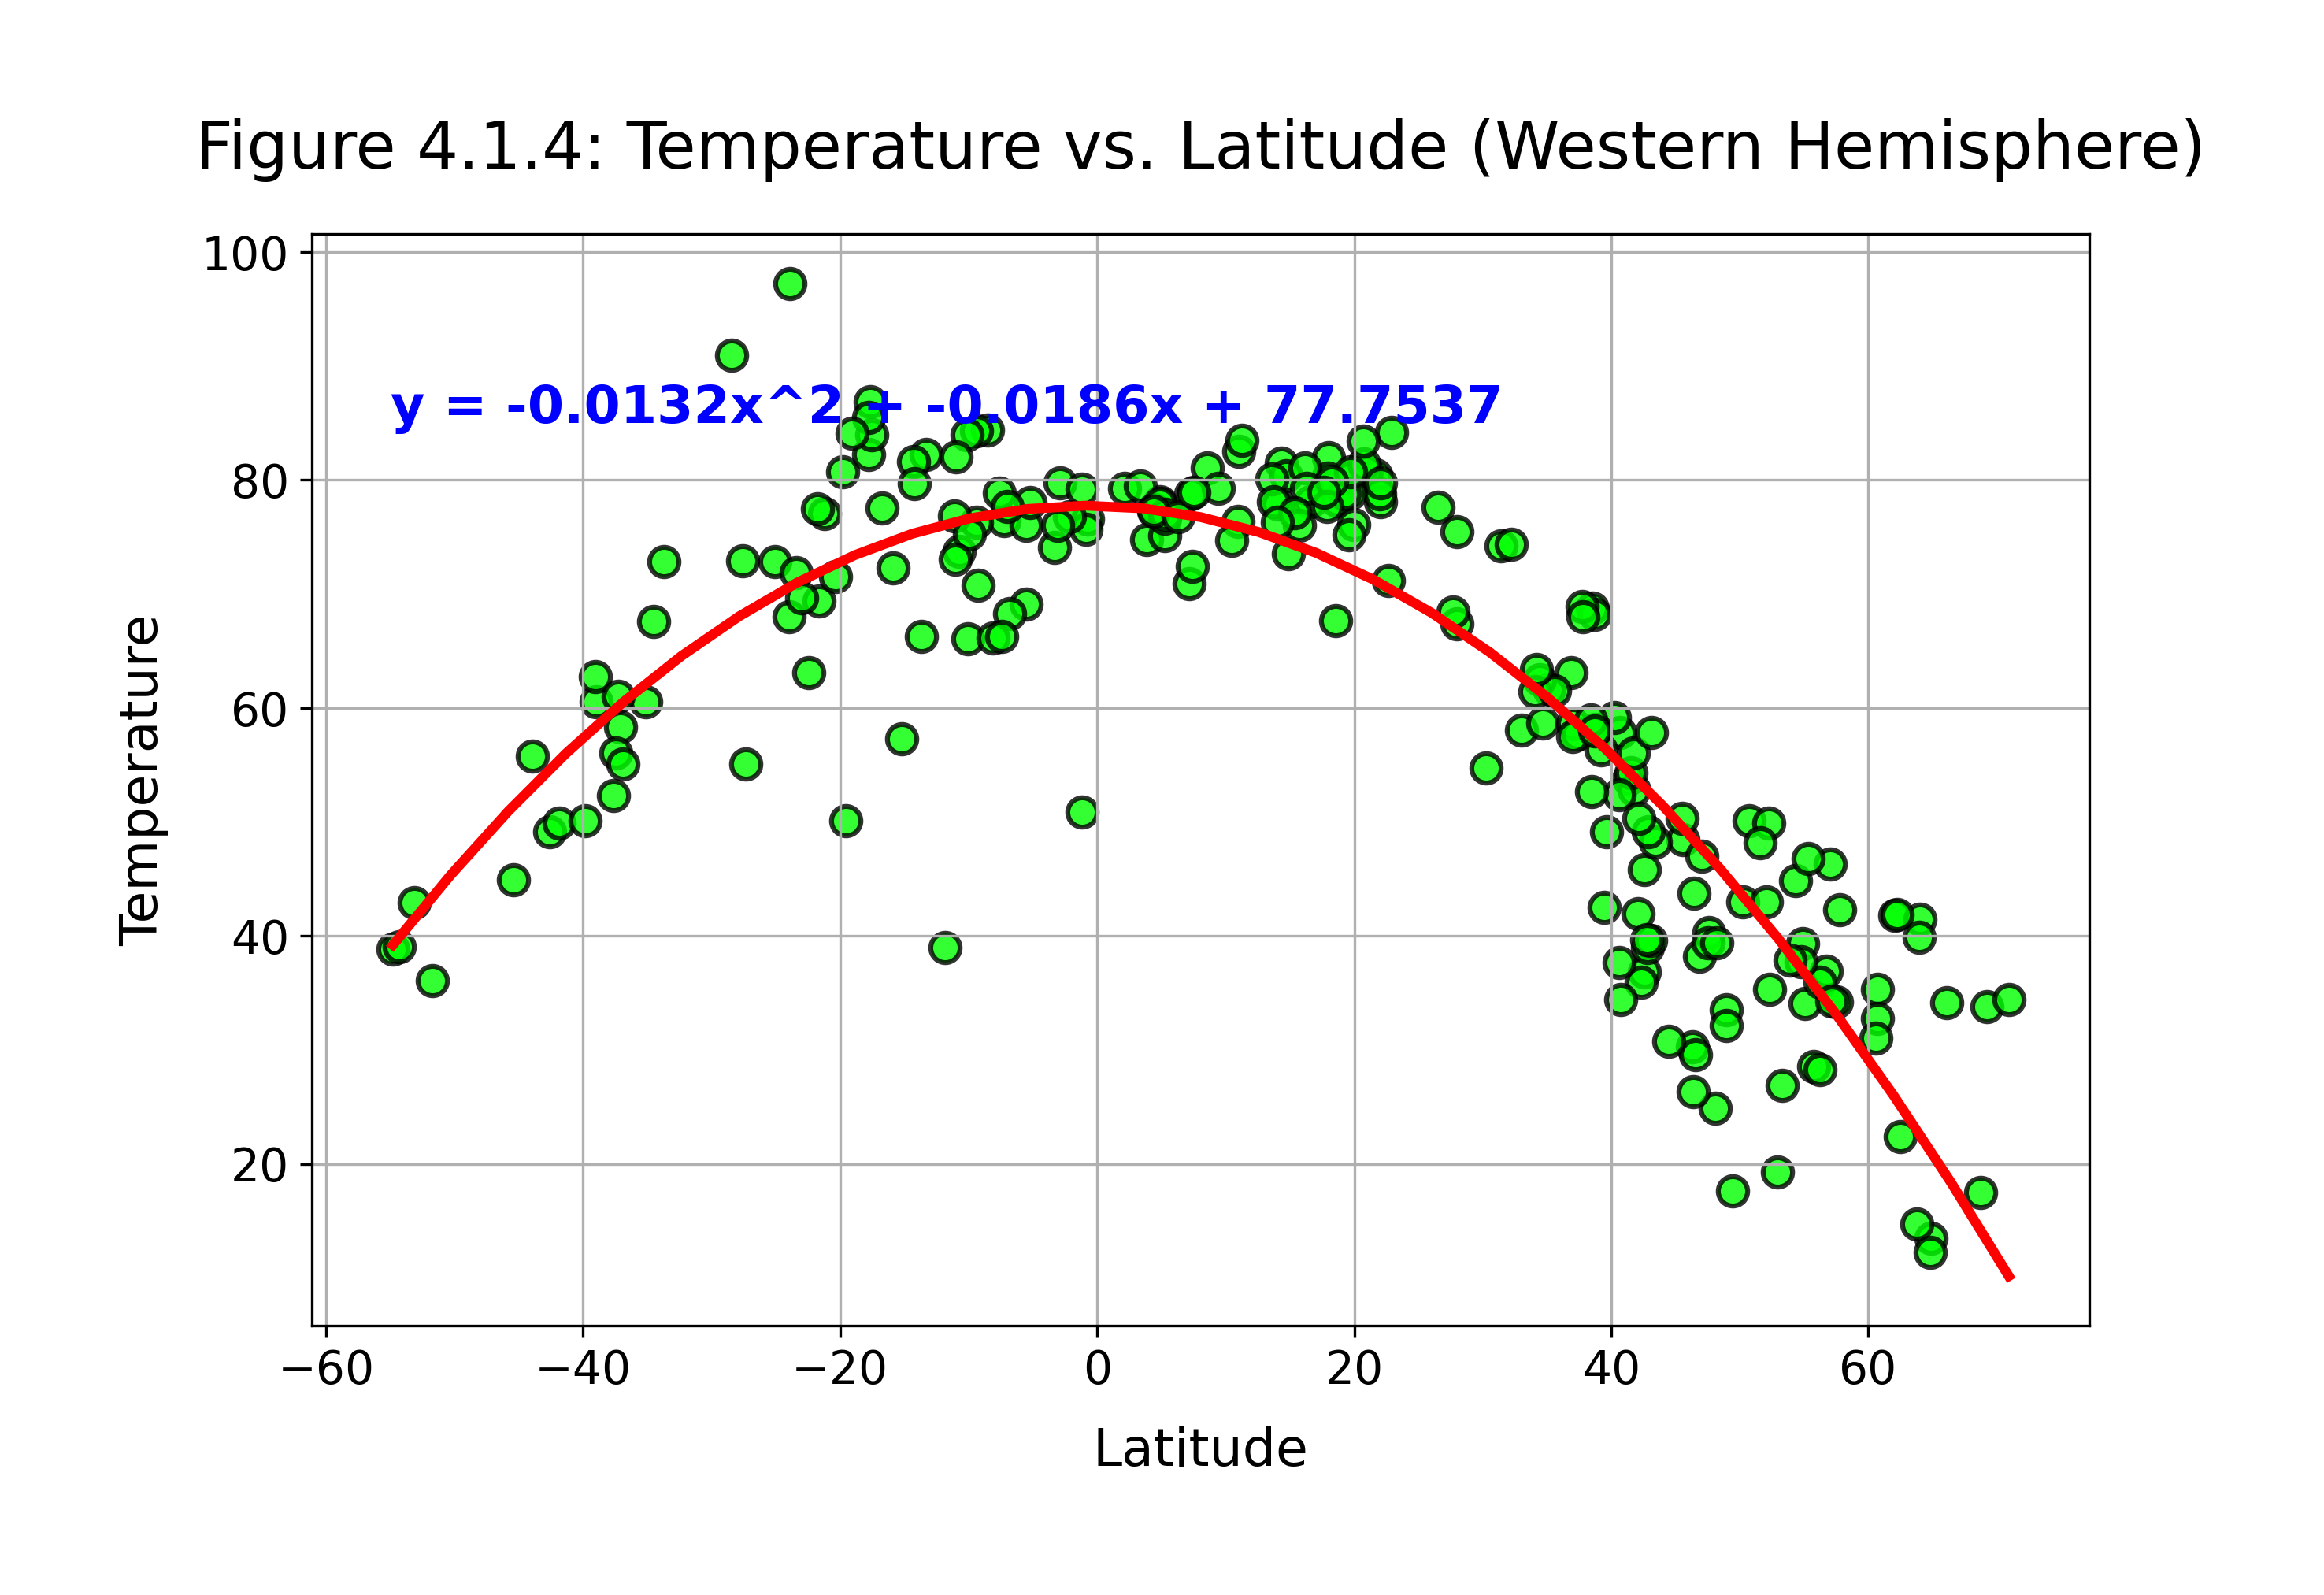 Figure 4.1.4: Temperature vs. Latitude (Western Hemisphere)
100
80
60
40
20
Temperature
y = -0.0132x^2 + -0.0186x + 77.7537
−60 −40 −20 0 20 40 60
Latitude